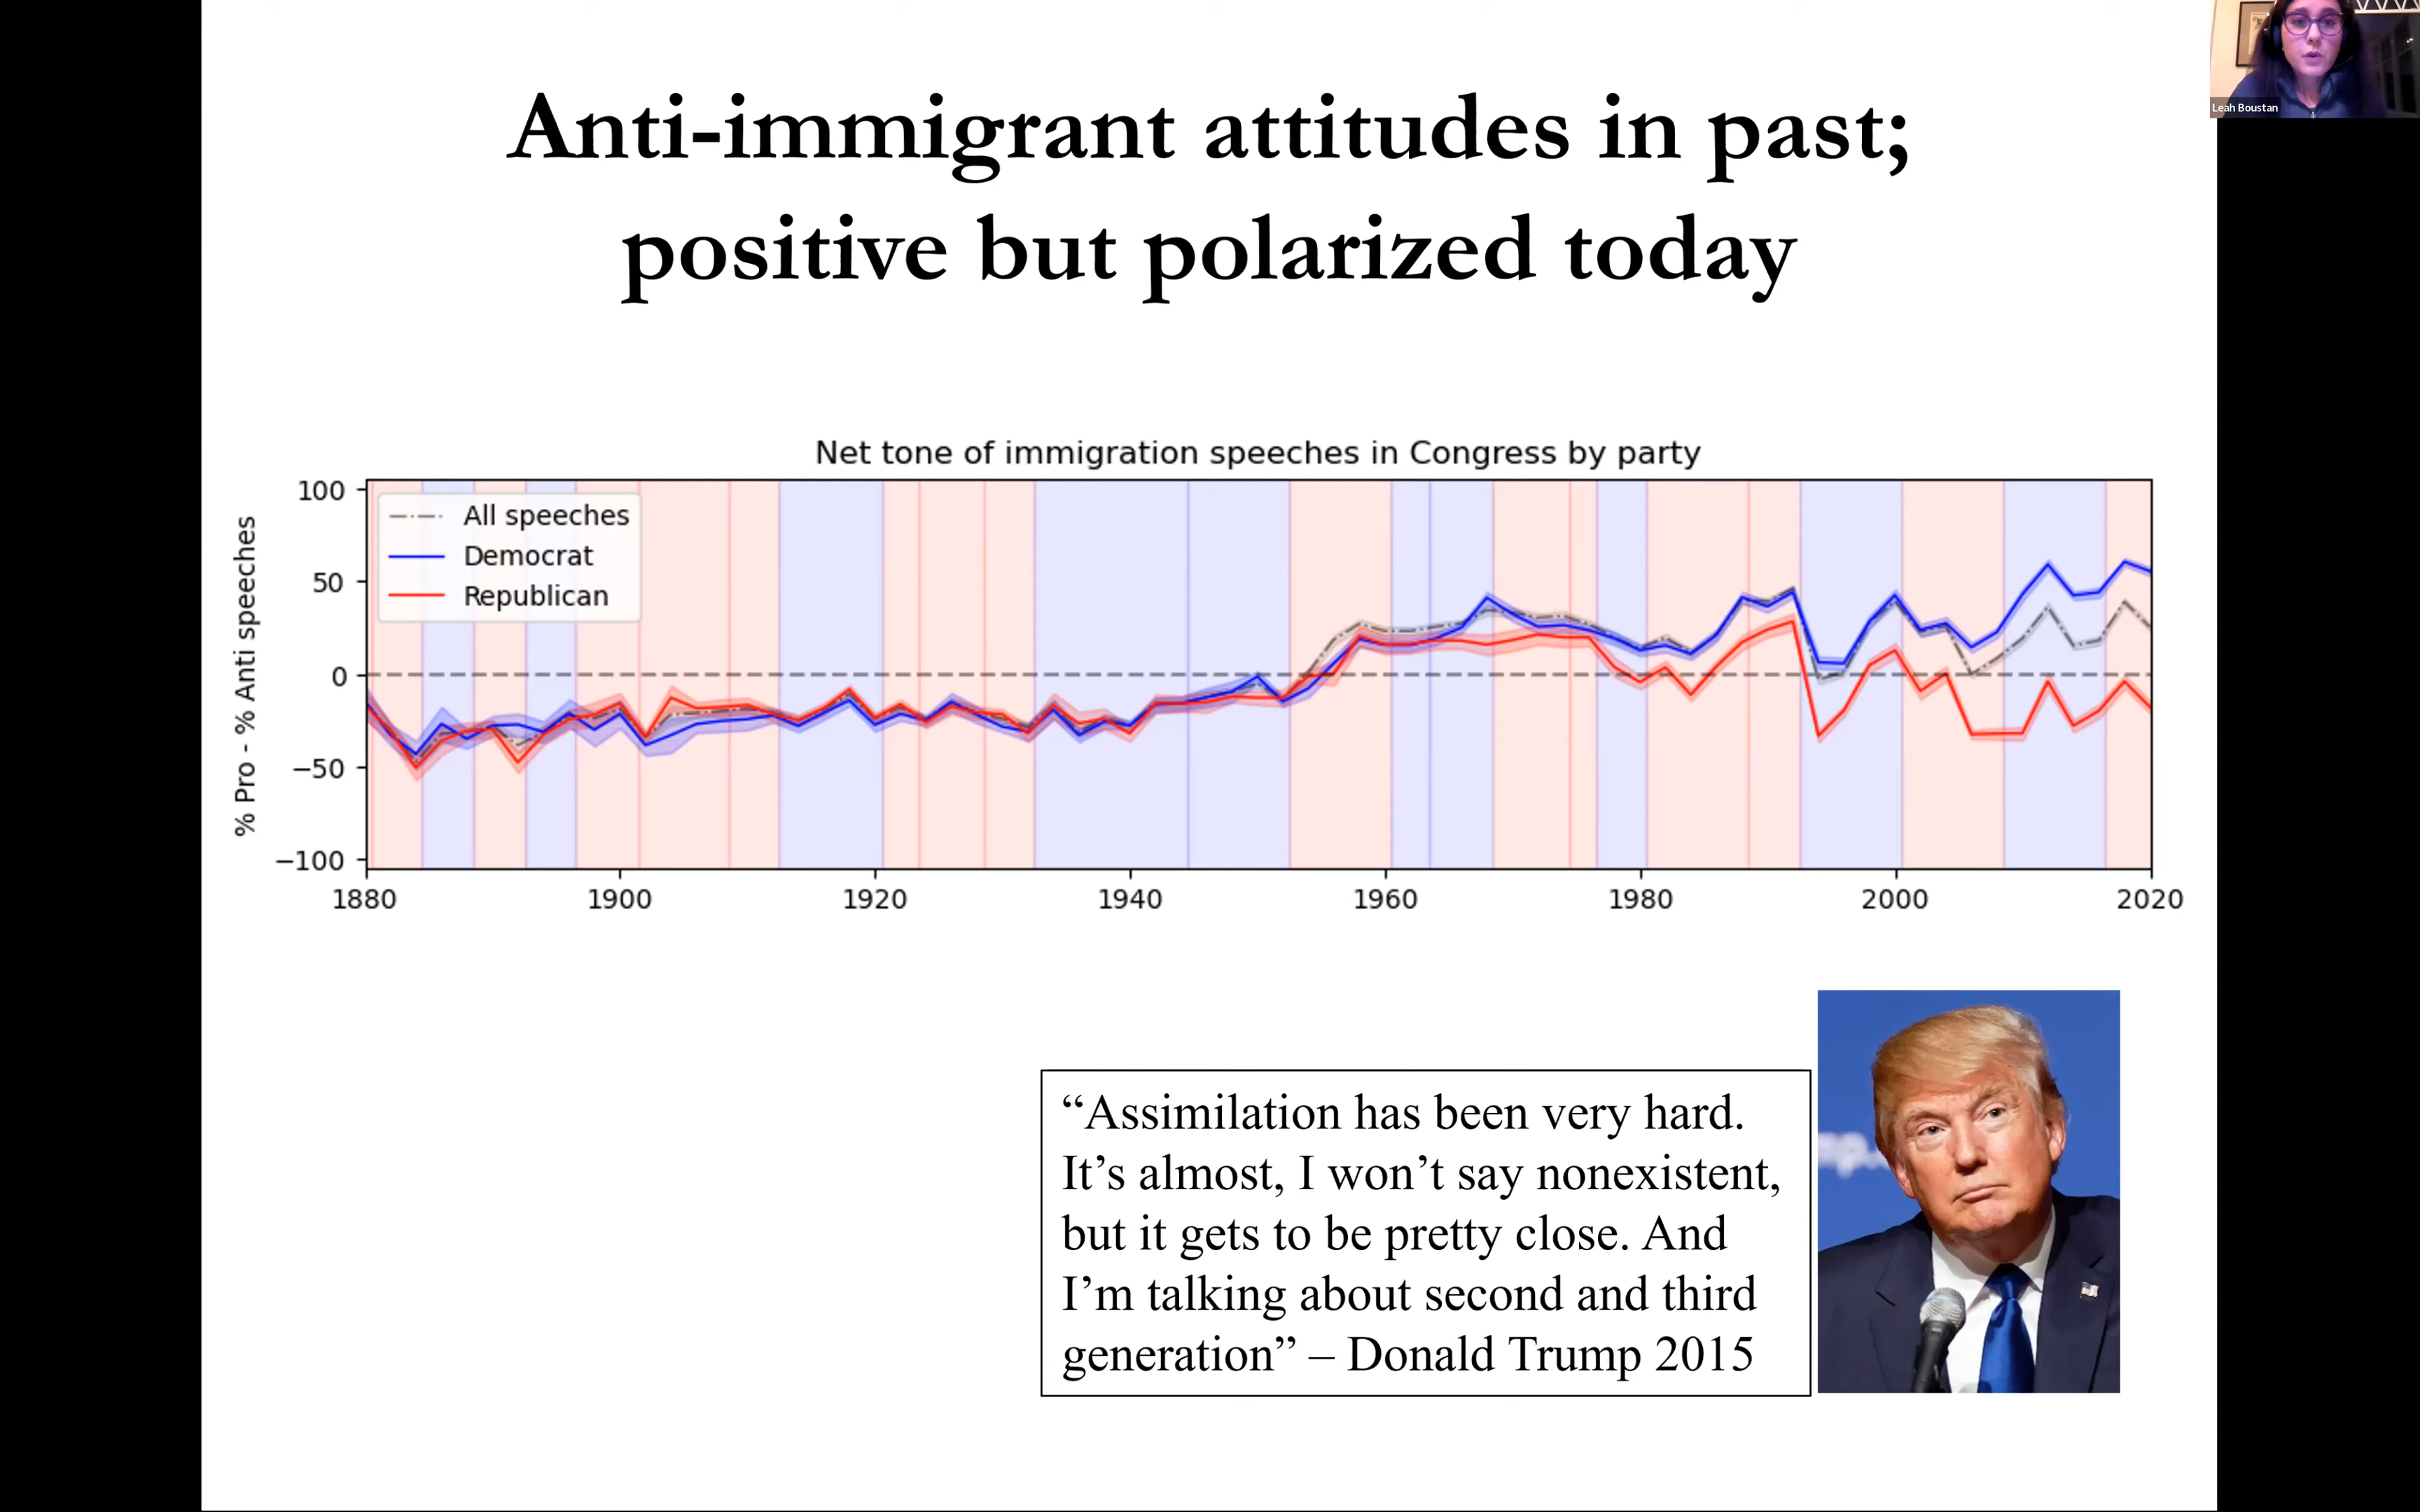 Leah Boustan
Anti-immigrant attitudes in past;
positive but polarized today
Net tone of immigration speeches in Congress by party
% Pro - % Anti speeches
100
50
0
−50
−100
All speeches
Democrat
Republican
1880 1900 1920 1940 1960 1980 2000 2020
“Assimilation has been very hard.
It’s almost, I won’t say nonexistent,
but it gets to be pretty close. And
I’m talking about second and third
generation” – Donald Trump 2015